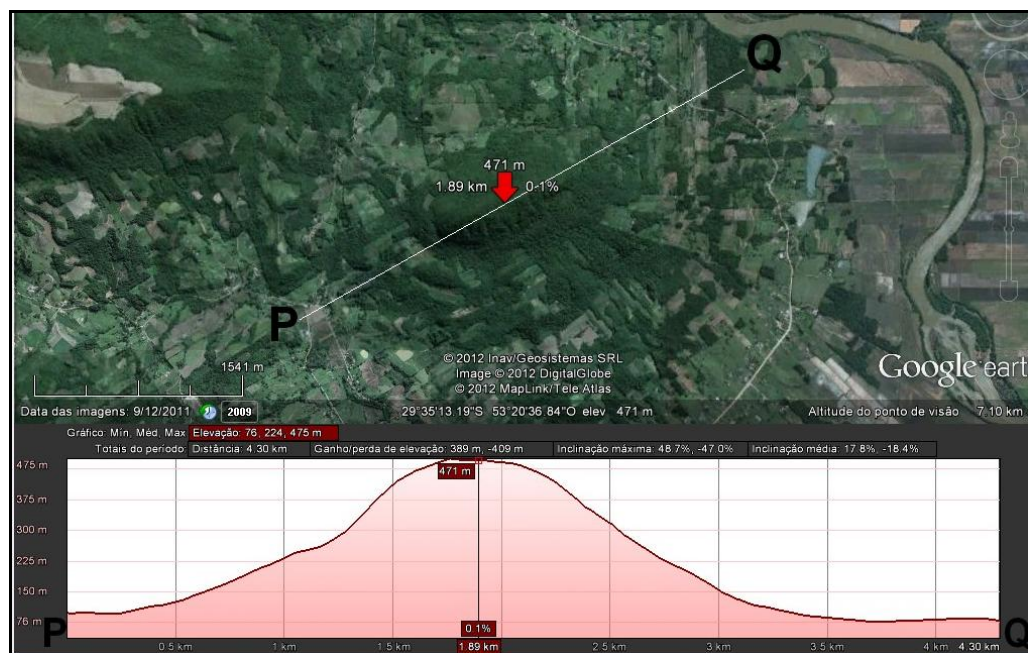 Q
471 m
1.89 km 0-1%
P
1541 m
© 2012 Inav/Geosistemas SRL
Image © 2012 DigitalGlobe
© 2012 MapLink/Tele Atlas
Google eart
Data das imagens: 9/12/2011 2009 29°35'13.19"S 53°20'36 84"O elev 471 m Altitude do ponto de visão 7,10 km
Gráfico: Mín, Méd, Max Elevação: 76, 224, 475 m
Totais do período: Distância: 4.30 km Ganho/perda de elevação: 389 m, -409 m Inclinação máxima: 48.7%, -47.0% Inclinação média: 17.8%, -18.4%
475 m
471 m
375 m
300 m
225 m
150 m
76 m
P 0.1% Q
0 5 km 1 km 1.5 km 1.89 km 2 5 km 3 km 3.5 km 4 km 4.30 km